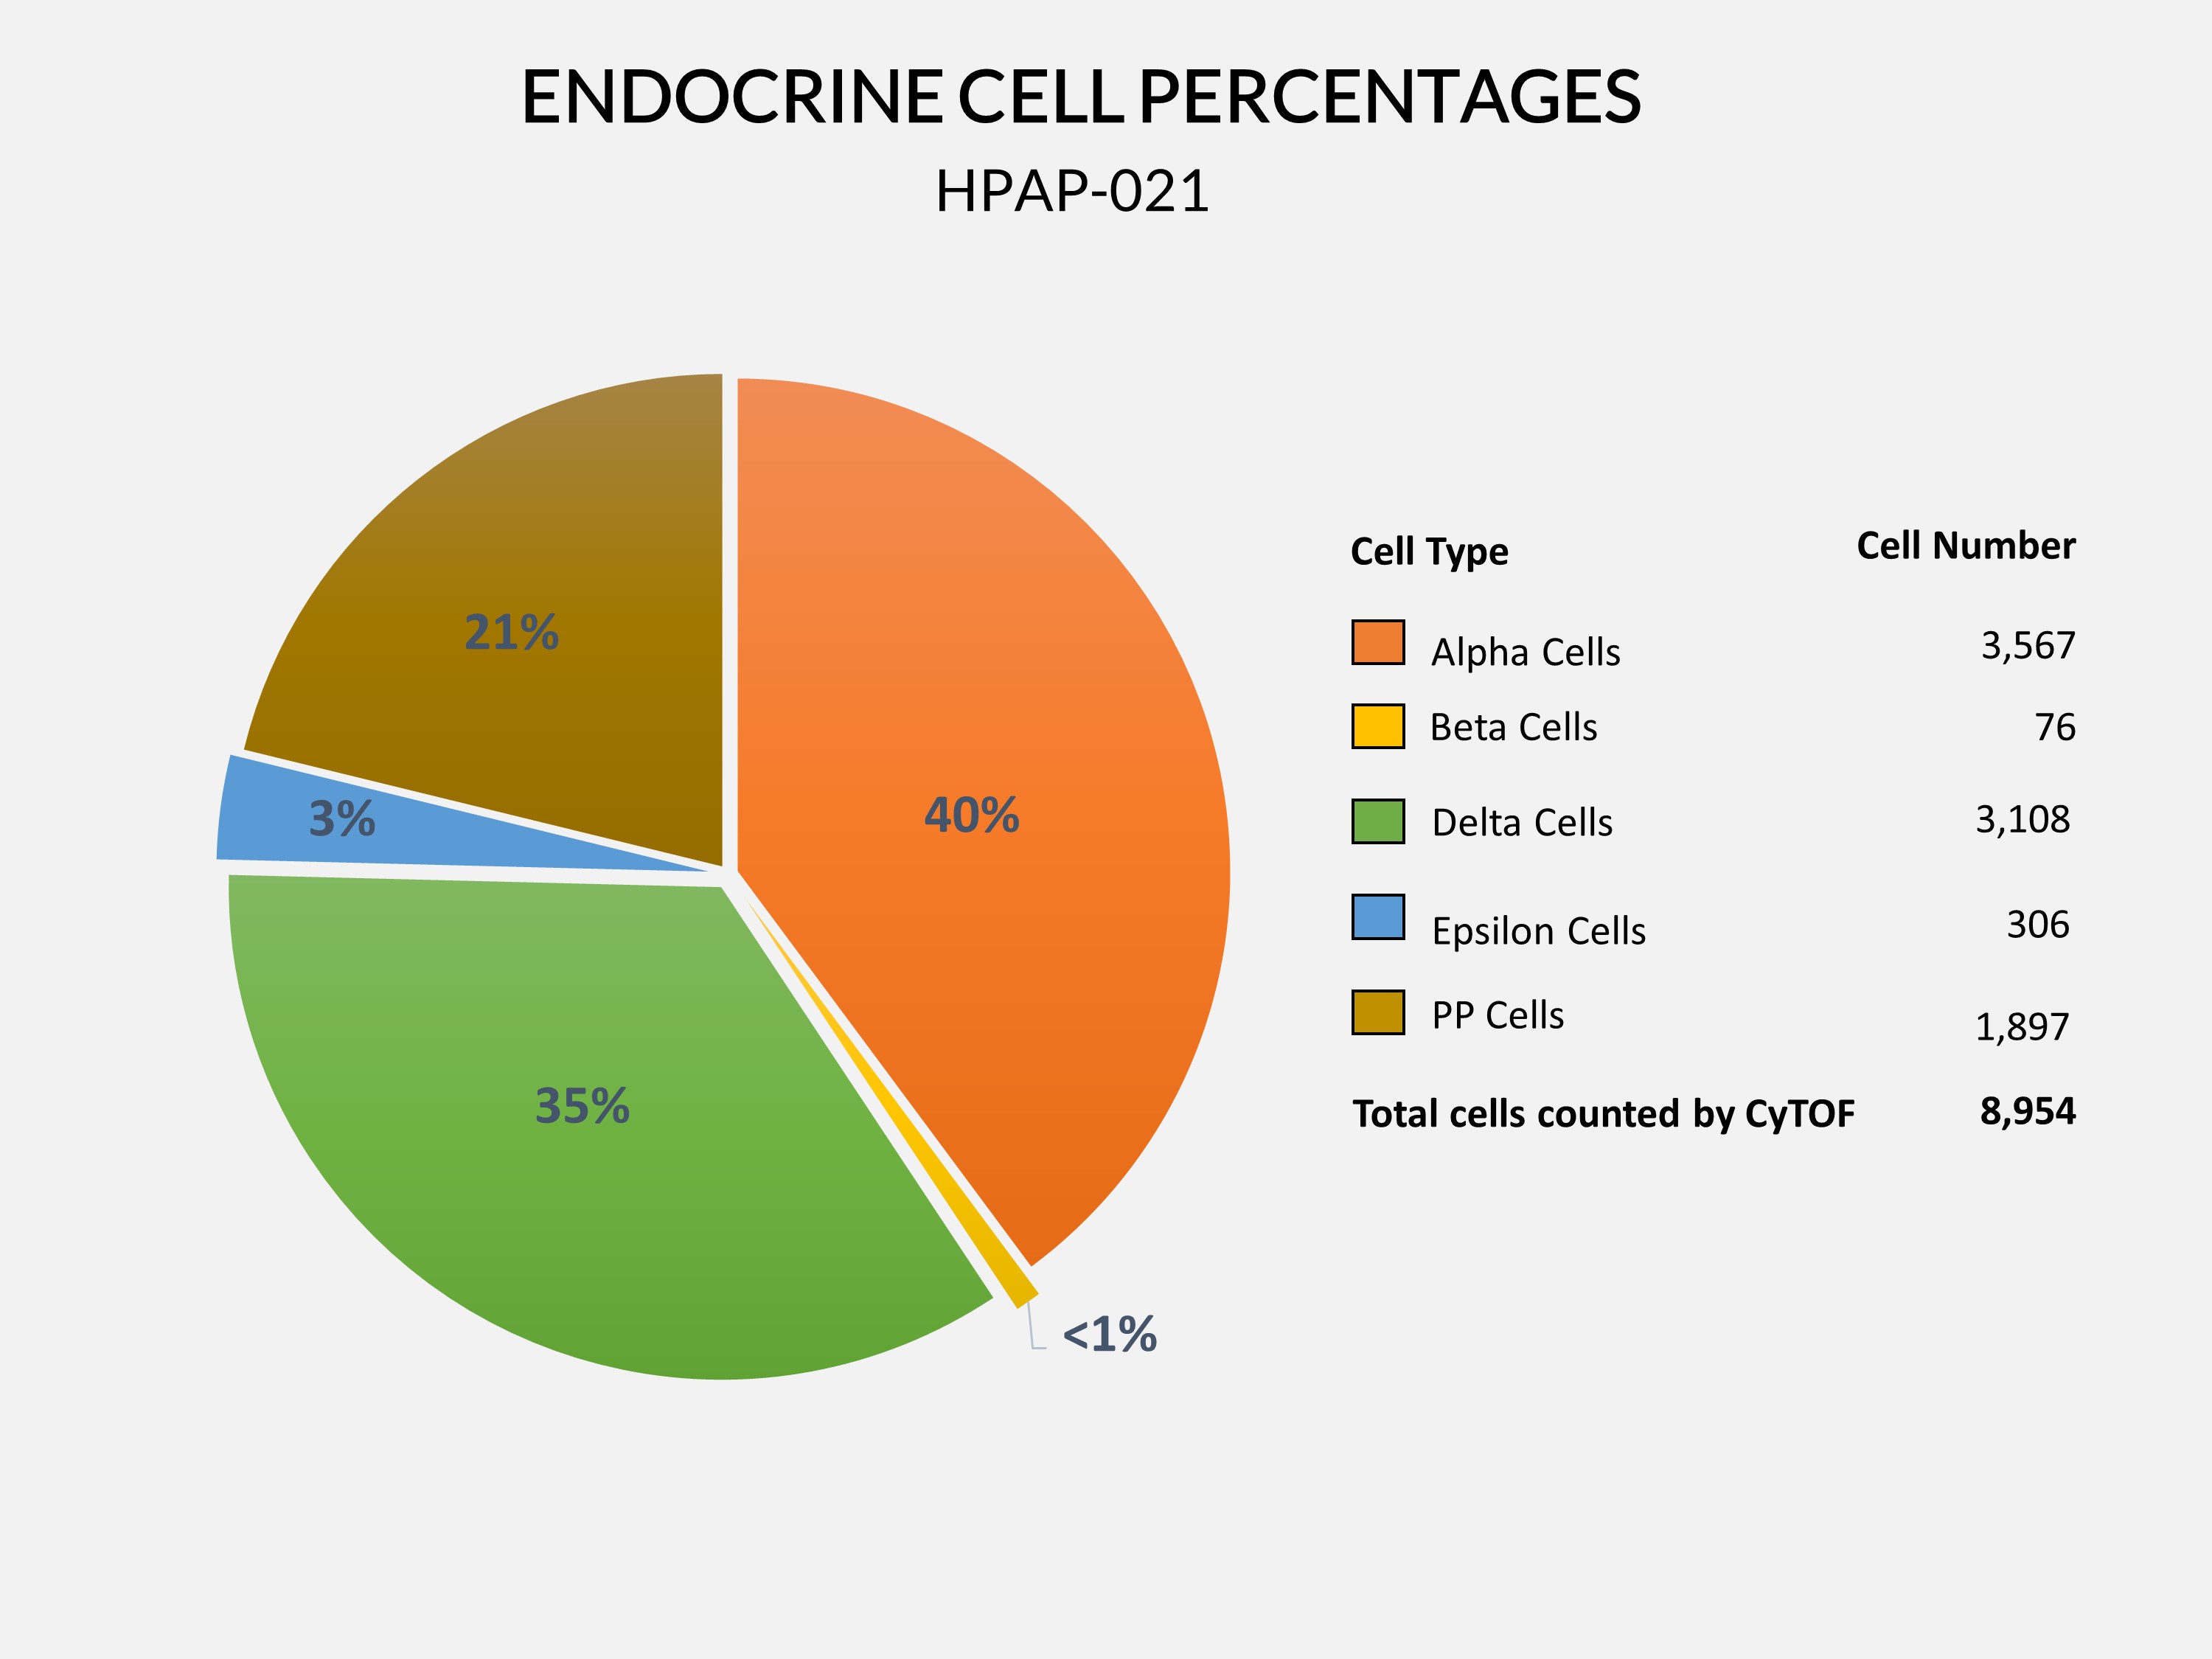 ENDOCRINE CELL PERCENTAGES
HPAP-021
21%
3%
40%
35%
<1%
Cell Type Cell Number
Alpha Cells 3,567
Beta Cells 76
Delta Cells 3,108
Epsilon Cells 306
PP Cells 1,897
Total cells counted by CyTOF 8,954